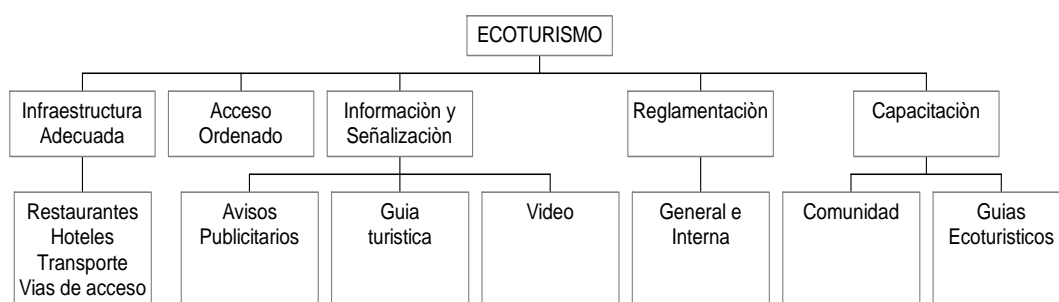 ECOTURISMO
Infraestructura
Adecuada
Acceso
Ordenado
Informaciòn y
Señalizaciòn
Reglamentaciòn
Capacitaciòn
Restaurantes
Hoteles
Transporte
Vias de acceso
Avisos
Publicitarios
Guia
turistica
Video
General e
Interna
Comunidad
Guias
Ecoturisticos